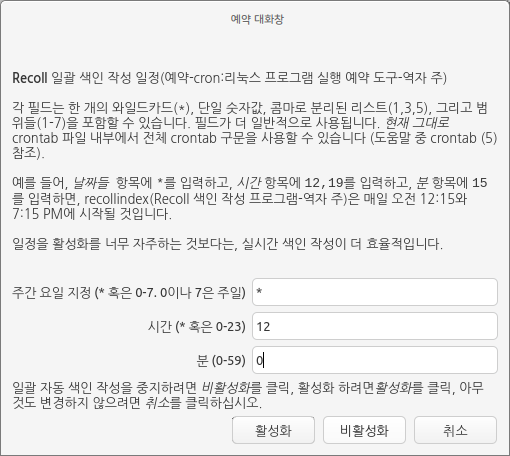 예약 대화창
Recoll 일괄 색인 작성 일정(예약-cron:리눅스 프로그램 실행 예약 도구-역자 주)
각 필드는 한 개의 와일드카드(*), 단일 숫자값, 콤마로 분리된 리스트(1,3,5), 그리고 범
위들(1-7)을 포함할 수 있습니다. 필드가 더 일반적으로 사용됩니다. 현재 그대로
crontab 파일 내부에서 전체 crontab 구문을 사용할 수 있습니다 (도움말 중 crontab (5)
참조).
예를 들어, 날짜들 항목에 *를 입력하고, 시간 항목에 12,19를 입력하고, 분 항목에 15
를 입력하면, recollindex(Recoll 색인 작성 프로그램-역자 주)은 매일 오전 12:15와
7:15 PM에 시작될 것입니다.
일정을 활성화를 너무 자주하는 것보다는, 실시간 색인 작성이 더 효율적입니다.
주간 요일 지정 (* 혹은 0-7. 0이나 7은 주일) *
시간 (* 혹은 0-23) 12
분 (0-59) 0
일괄 자동 색인 작성을 중지하려면 비활성화를 클릭, 활성화 하려면활성화를 클릭, 아무
것도 변경하지 않으려면 취소를 클릭하십시오.
활성화 비활성화 취소